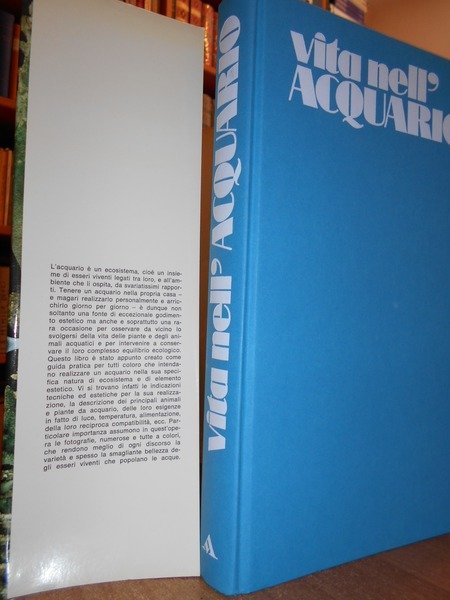 L'acquario è un ecosistema, cioè un insie-
me di esseri viventi legati tra loro, e all'am-
biente che li ospita, da svariatissimi rappor-
ti. Tenere un acquario nella propria casa –
e magari realizzarlo personalmente e arric-
chirlo giorno per giorno – è dunque non
soltanto una fonte di eccezionale godimen-
to estetico ma anche e soprattutto una ra-
ra occasione per osservare da vicino lo
svolgersi della vita delle piante e degli ani-
mali acquatici e per intervenire a conser-
vare il loro complesso equilibrio ecologico.
Questo libro è stato appunto creato come
guida pratica per tutti coloro che intenda-
no realizzare un acquario nella sua speci-
fica natura di ecosistema e di elemento
estetico. Vi si trovano infatti le indicazioni
tecniche ed estetiche per la sua realizza-
zione, la descrizione dei principali animali
e piante da acquario, delle loro esigenze
in fatto di luce, temperatura, alimentazione,
della loro reciproca compatibilità, ecc. Par-
ticolare importanza assumono in quest'ope-
ra le fotografie, numerose e tutte a colori,
che rendono meglio di ogni discorso la
varietà e spesso la smagliante bellezza de-
gli esseri viventi che popolano le acque.
vita nell' ACQUARIO
vita nell'
ACQUARIO